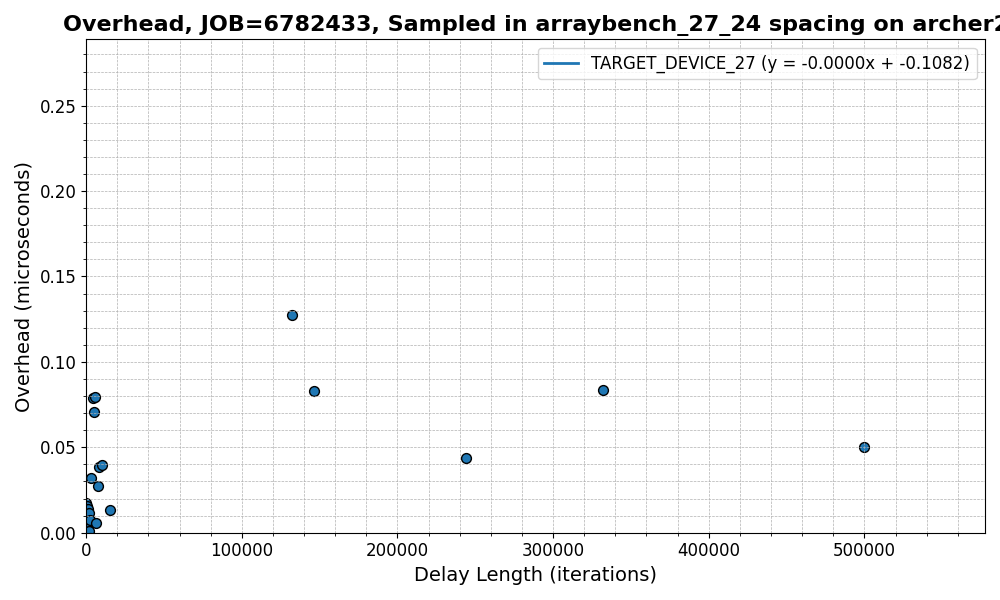 Overhead, JOB=6782433, Sampled in arraybench_27_24 spacing on archer2
TARGET_DEVICE_27 (y = -0.0000x + -0.1082)
Overhead (microseconds)
0.25
0.20
0.15
0.10
0.05
0.00
0 100000 200000 300000 400000 500000
Delay Length (iterations)